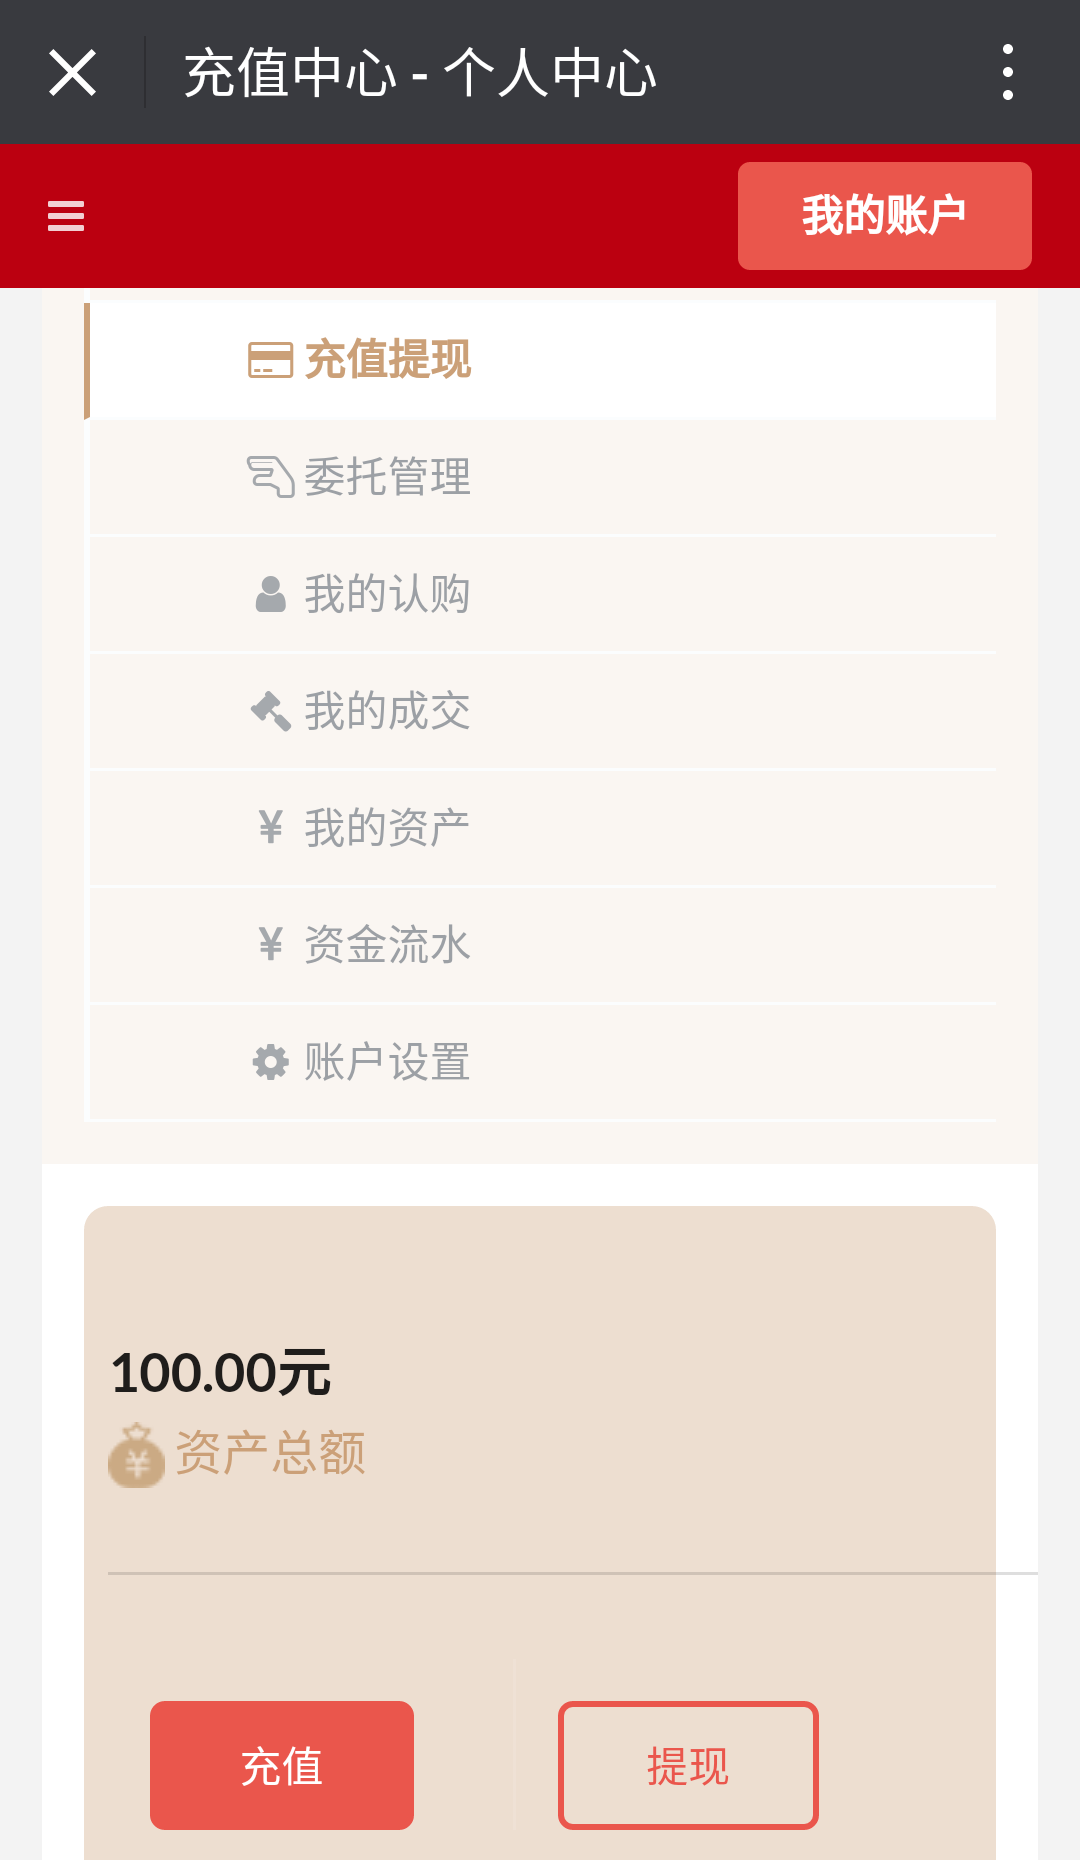 充值中心 - 个人中心
我的账户
充值提现
委托管理
我的认购
我的成交
¥ 我的资产
¥ 资金流水
账户设置
100.00元
¥ 资产总额
充值
提现